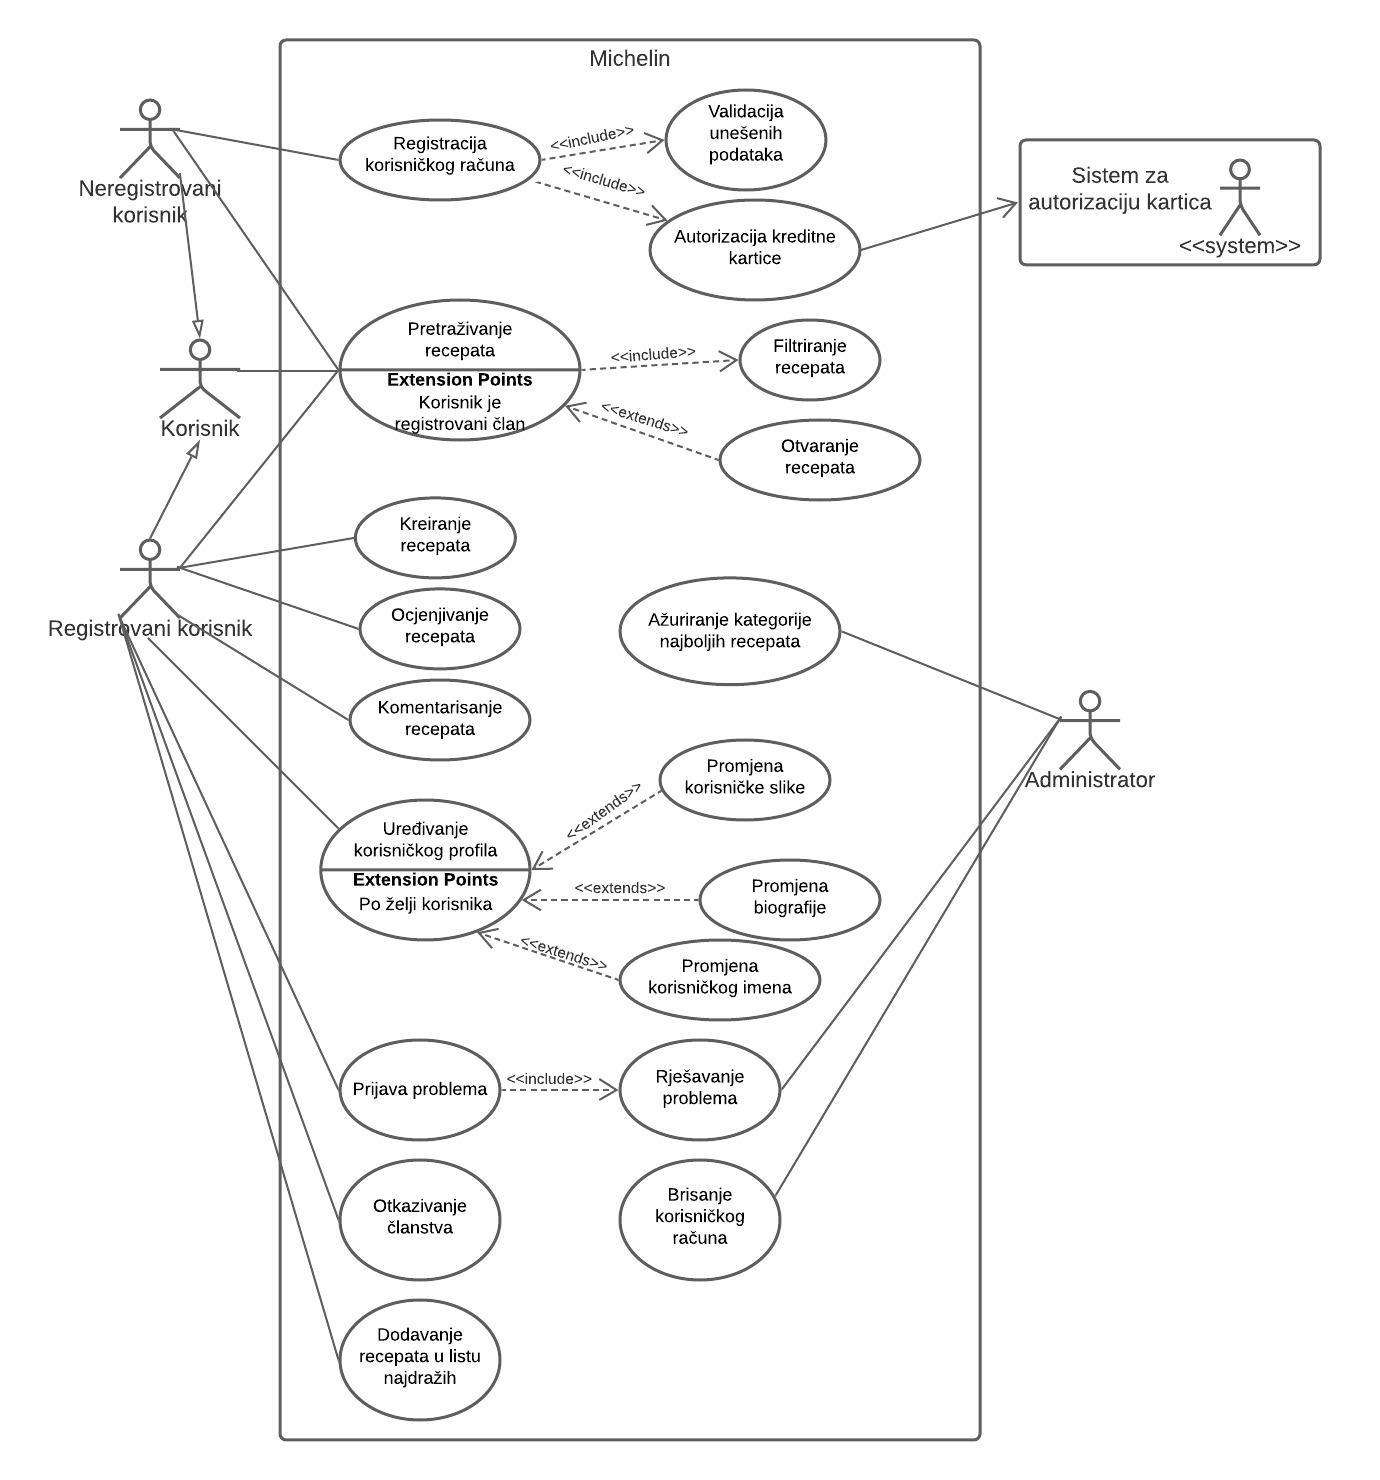 Michelin
Neregistrovani
korisnik
Registracija
korisničkog računa
<<include>>
<<include>>
Validacija
unešenih
podataka
Autorizacija kreditne
kartice
Sistem za
autorizaciju kartica
<<system>>
Korisnik
Pretraživanje
recepata
Extension Points
Korisnik je
registrovani član
<<include>>
<<extends>>
Filtriranje
recepata
Otvaranje
recepata
Registrovani korisnik
Kreiranje
recepata
Ocjenjivanje
recepata
Komentarisanje
recepata
Ažuriranje kategorije
najboljih recepata
Administrator
Uređivanje
korisničkog profila
Extension Points
Po želji korisnika
<<extends>>
<<extends>>
<<extends>>
Promjena
korisničke slike
Promjena
biografije
Promjena
korisničkog imena
Prijava problema
<<include>>
Rješavanje
problema
Otkazivanje
članstva
Brisanje
korisničkog
računa
Dodavanje
recepata u listu
najdražih